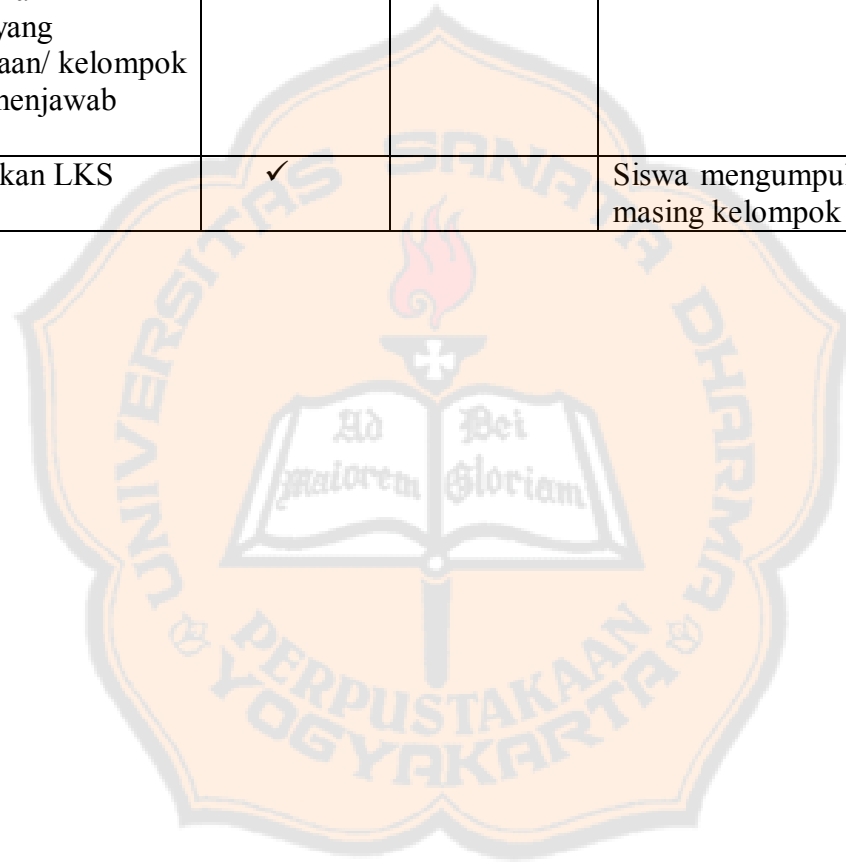 yang
aan/ kelompok
menjawab
kan LKS ✓ Siswa mengumpul
masing kelompok
UNIVERSITAS SANATA DHARMA
Ad Dei
Maiorem Gloriam
PERPUSTAKAAN
YOGYAKARTA